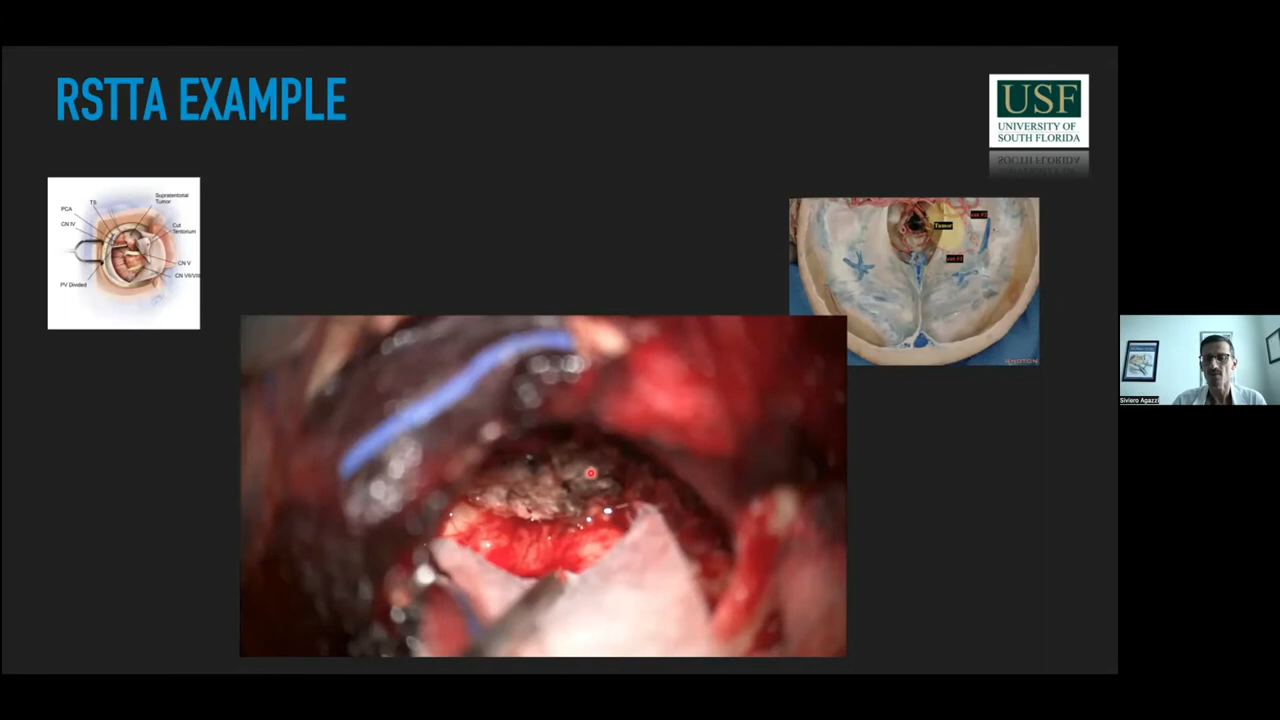 RSTTA EXAMPLE
USF
UNIVERSITY OF
SOUTH FLORIDA
Supratentorial
Tumor
TS
PCA
CN IV
Cut
Tentorium
CN V
CN VII/VIII
PV Divided
Tumor
RHOTON
Siviero Agazzi